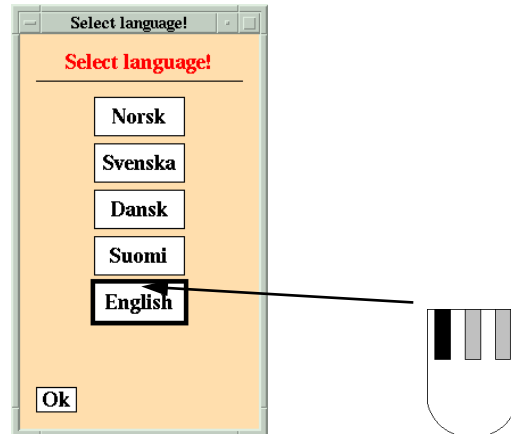 Select language!
Select language!
Norsk
Svenska
Dansk
Suomi
English
Ok